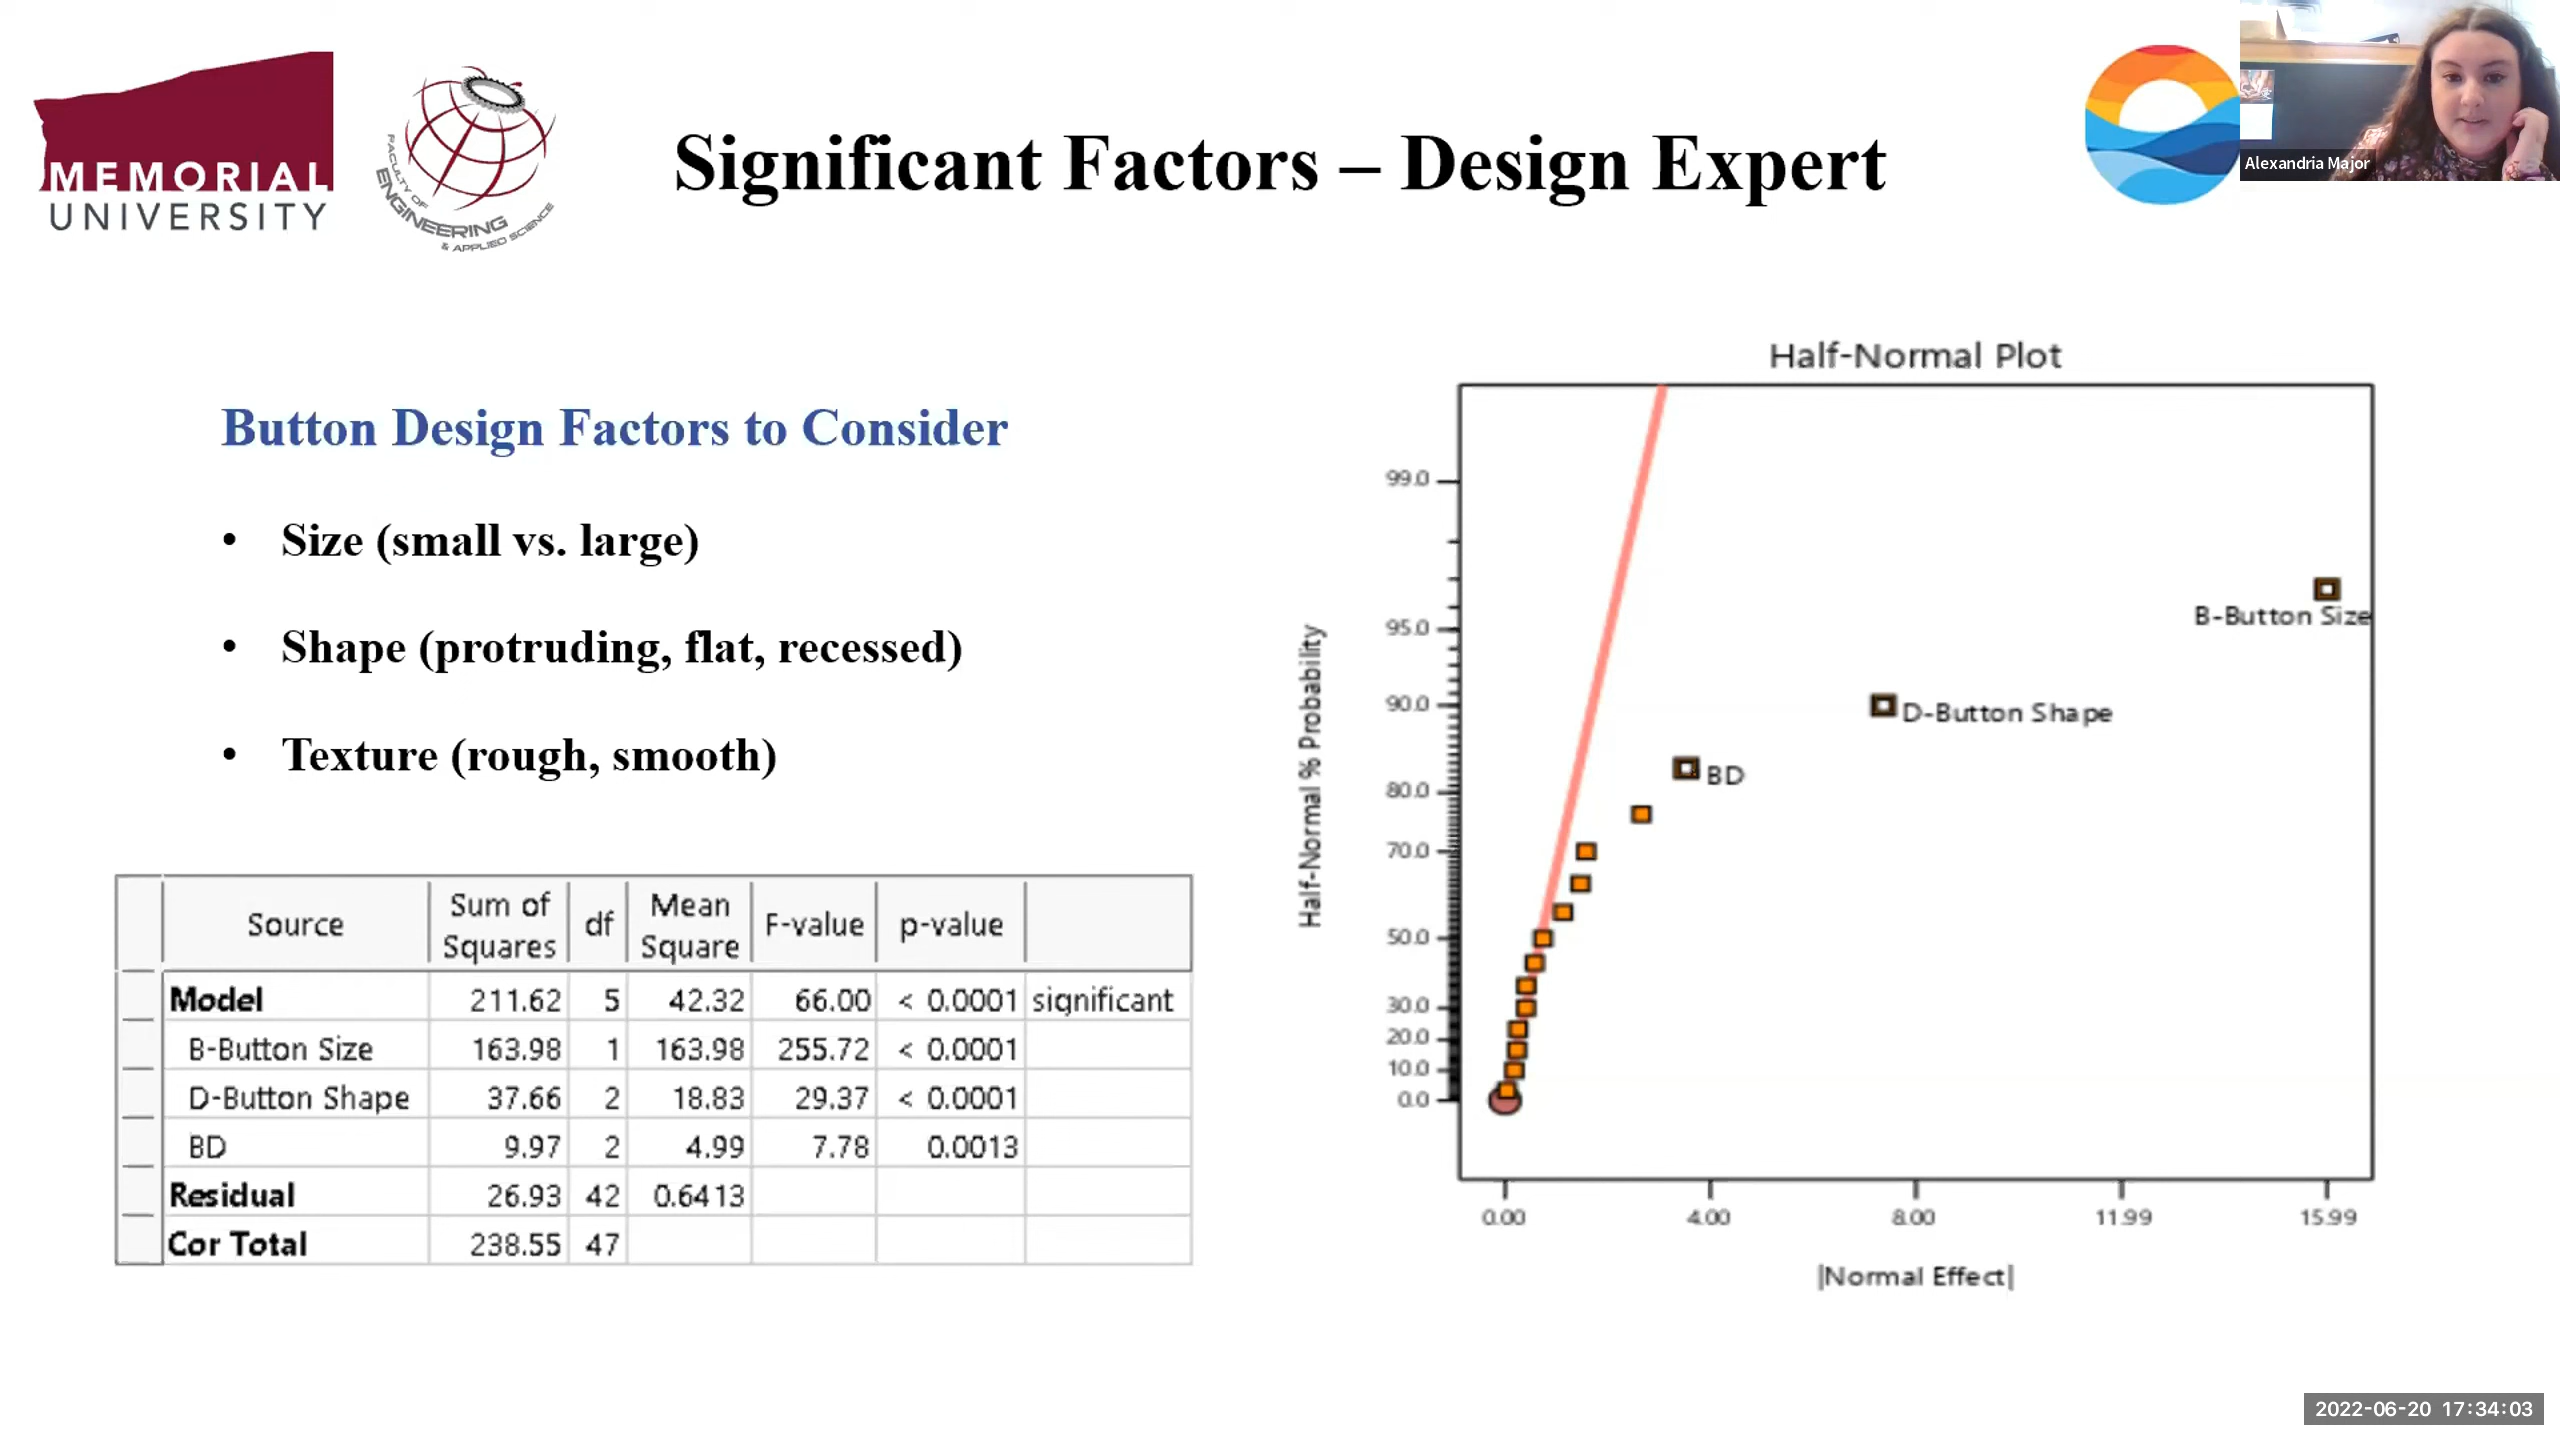 MEMORIAL
UNIVERSITY
FACULTY OF
ENGINEERING
& APPLIED SCIENCE
Significant Factors – Design Expert
Alexandria Major
Button Design Factors to Consider
• Size (small vs. large)
• Shape (protruding, flat, recessed)
• Texture (rough, smooth)
Source Sum of Squares df Mean Square F-value p-value
Model 211.62 5 42.32 66.00 < 0.0001 significant
B-Button Size 163.98 1 163.98 255.72 < 0.0001
D-Button Shape 37.66 2 18.83 29.37 < 0.0001
BD 9.97 2 4.99 7.78 0.0013
Residual 26.93 42 0.6413
Cor Total 238.55 47
Half-Normal Plot
Half-Normal % Probability
99.0
95.0
90.0
80.0
70.0
50.0
30.0
20.0
10.0
0.0
B-Button Size
D-Button Shape
BD
0.00 4.00 8.00 11.99 15.99
|Normal Effect|
2022-06-20 17:34:03